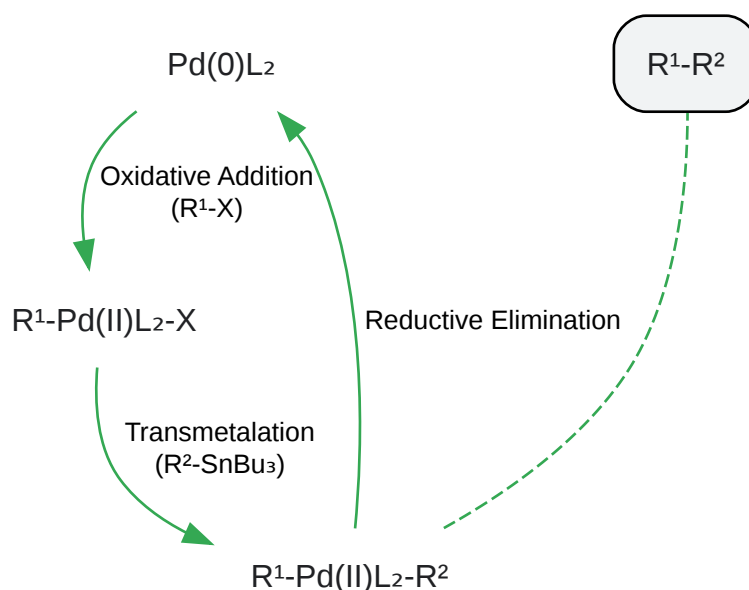 Pd(0)L₂
R¹-R²
Oxidative Addition
(R¹-X)
R¹-Pd(II)L₂-X
Reductive Elimination
Transmetalation
(R²-SnBu₃)
R¹-Pd(II)L₂-R²